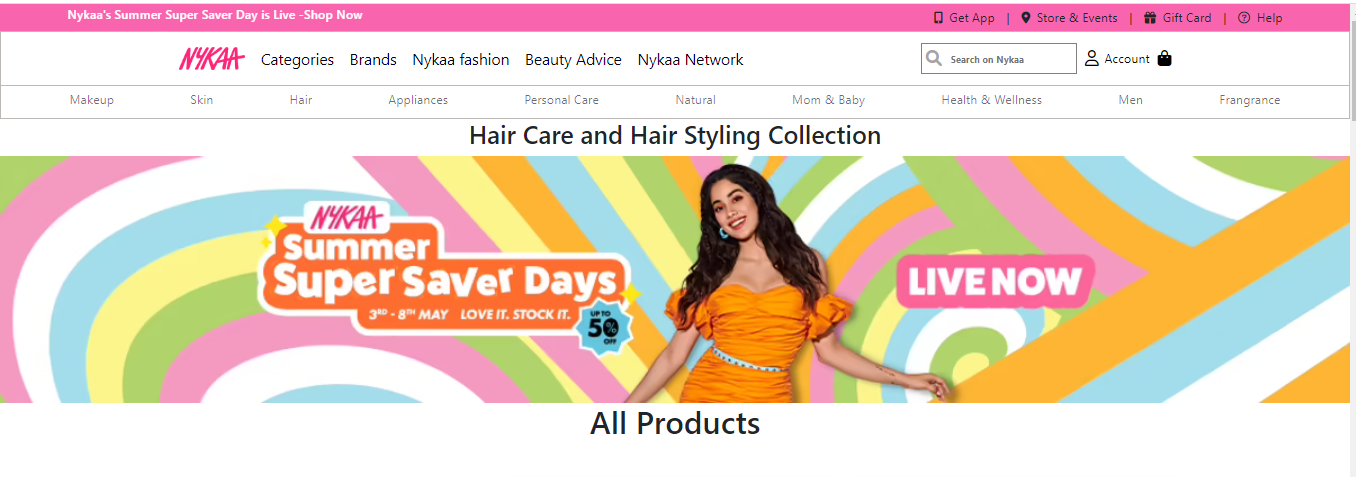 Nykaa's Summer Super Saver Day is Live -Shop Now
Get App | Store & Events | Gift Card | Help
NYKAA Categories Brands Nykaa fashion Beauty Advice Nykaa Network Search on Nykaa Account
Makeup Skin Hair Appliances Personal Care Natural Mom & Baby Health & Wellness Men Frangrance
Hair Care and Hair Styling Collection
NYKAA
Summer
Super Saver Days
3RD - 8TH MAY LOVE IT. STOCK IT.
UP TO
50%
OFF
LIVE NOW
All Products